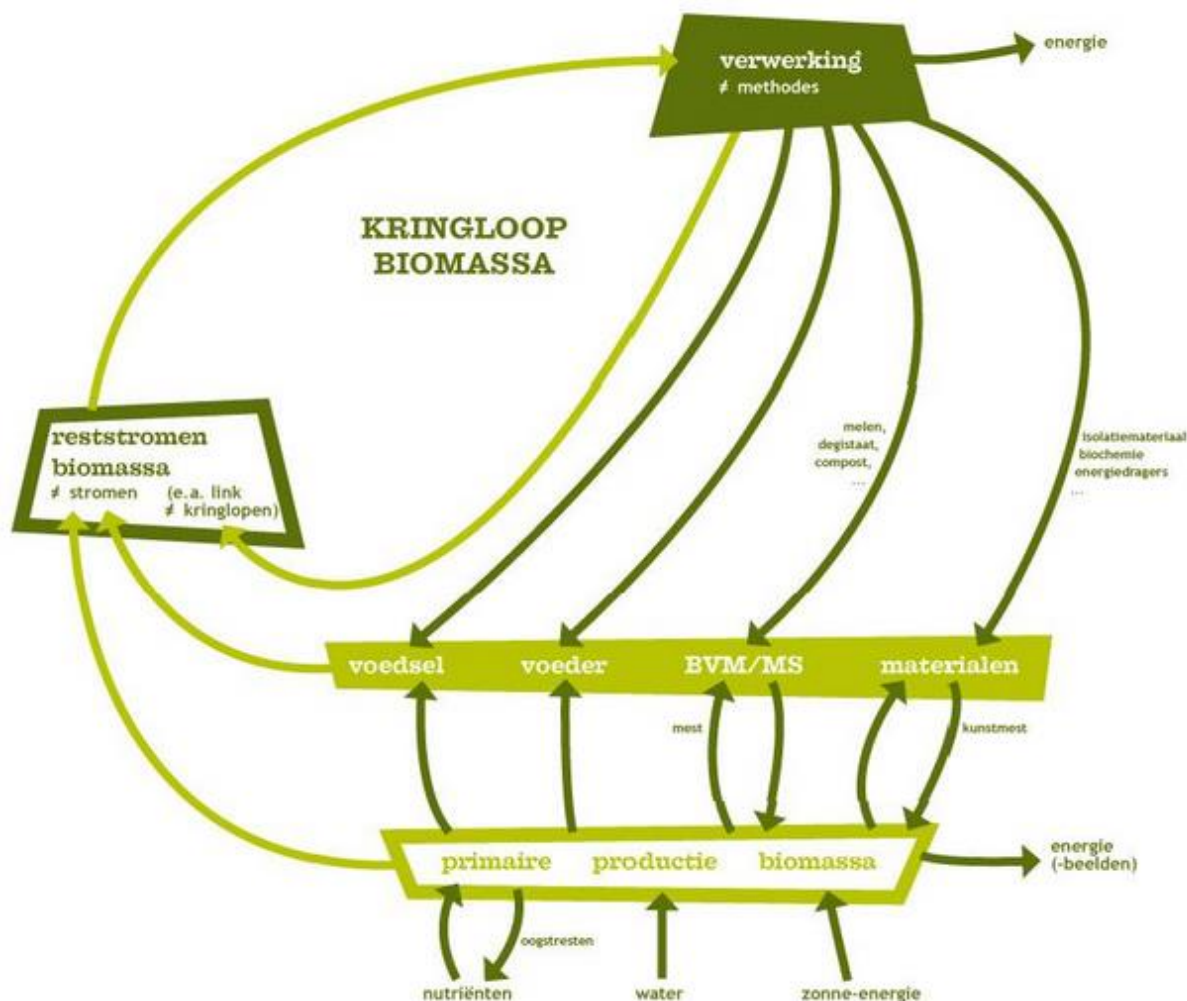 energie
verwerking
≠ methodes
KRINGLOOP
BIOMASSA
reststromen
biomassa
≠ stromen (e.a. link
≠ kringlopen)
melen,
degistaat,
compost,
...
isolatiemateriaal
biochemie
energiedragers
...
voedsel voeder BVM/MS materialen
mest
kunstmest
primaire productie biomassa
energie
(-beelden)
oogstresten
nutriënten water zonne-energie